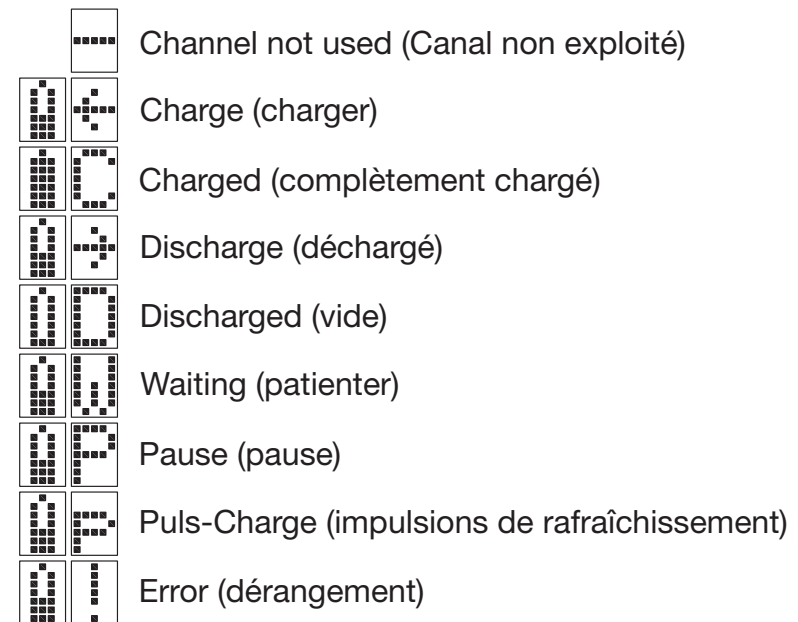 Channel not used (Canal non exploité)
Charge (charger)
C Charged (complètement chargé)
Discharge (déchargé)
D Discharged (vide)
W Waiting (patienter)
P Pause (pause)
p Puls-Charge (impulsions de rafraîchissement)
! Error (dérangement)